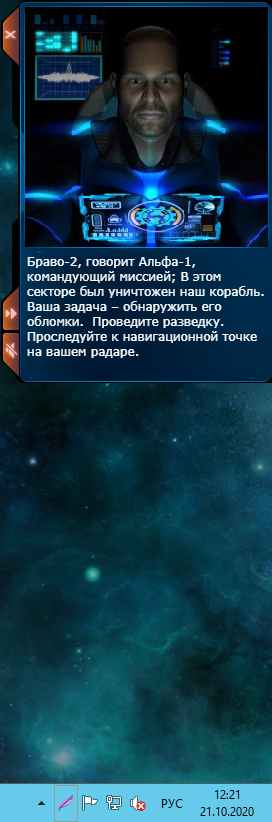 Браво-2, говорит Альфа-1,
командующий миссией; В этом
секторе был уничтожен наш корабль.
Ваша задача – обнаружить его
обломки.  Проведите разведку.
Проследуйте к навигационной точке
на вашем радаре.
РУС
12:21
21.10.2020